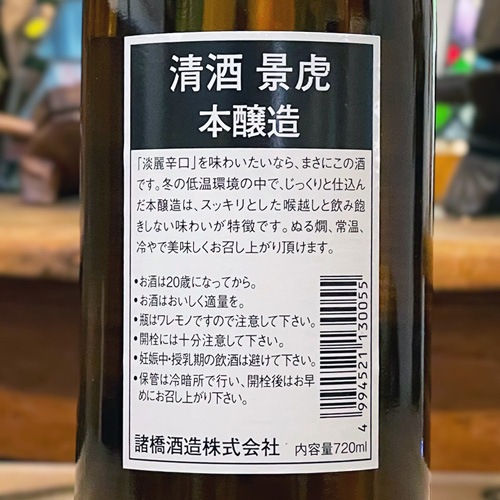 清酒 景虎
本醸造
「淡麗辛口」を味わいたいなら、まさにこの酒
です。冬の低温環境の中で、じっくりと仕込ん
だ本醸造は、スッキリとした喉越しと飲み飽
きしない味わいが特徴です。ぬる燗、常温、
冷やで美味しくお召し上がり頂けます。
•お酒は20歳になってから。
•お酒はおいしく適量を。
•瓶はワレモノですので注意して下さい。
•開栓には十分注意して下さい。
•妊娠中・授乳期の飲酒は避けて下さい。
•保管は冷暗所で行い、開栓後はお早
めにお召し上がり下さい。
4994521130055
諸橋酒造株式会社 内容量720ml